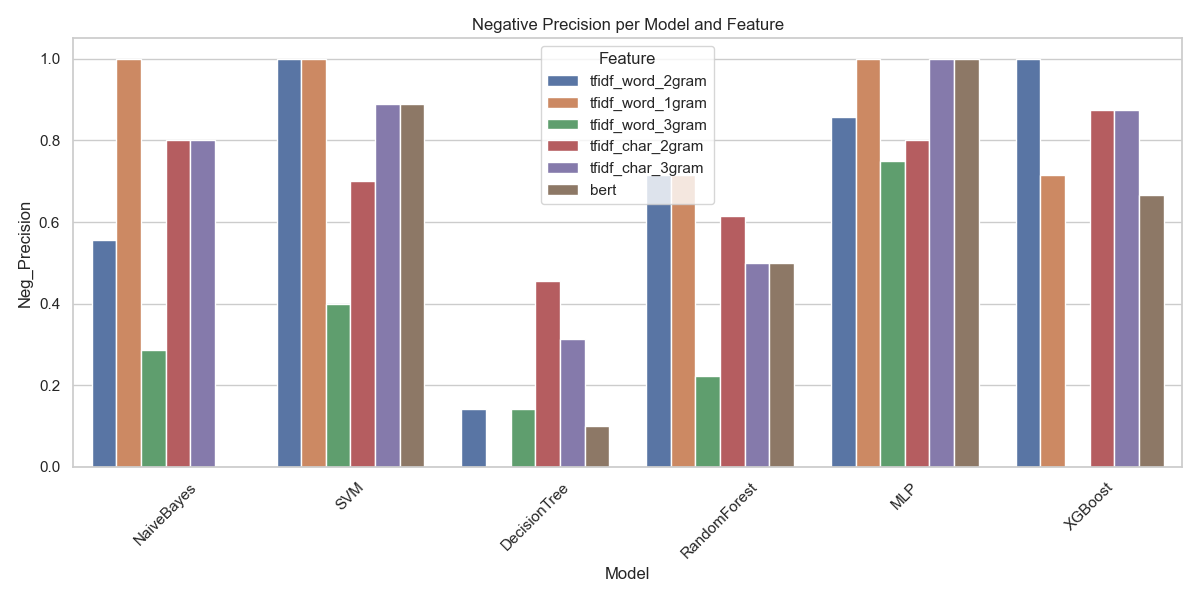 Negative Precision per Model and Feature
Feature
tfidf_word_2gram
tfidf_word_1gram
tfidf_word_3gram
tfidf_char_2gram
tfidf_char_3gram
bert
Neg_Precision
1.0
0.8
0.6
0.4
0.2
0.0
NaiveBayes
SVM
DecisionTree
RandomForest
MLP
XGBoost
Model